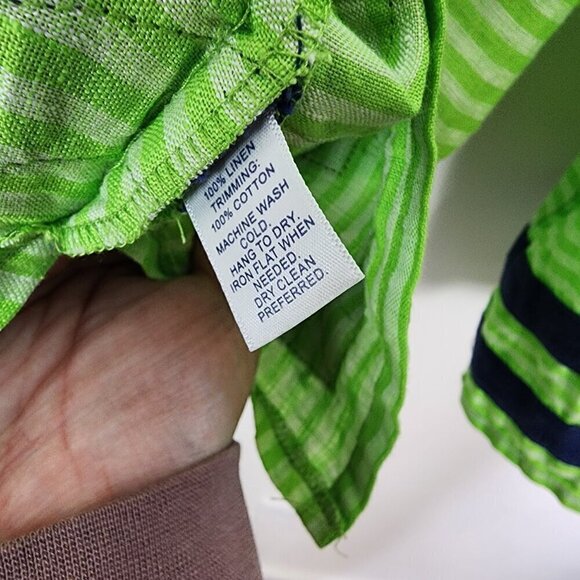 100% LINEN
TRIMMING:
100% COTTON
MACHINE WASH
COLD
HANG TO DRY.
IRON FLAT WHEN
NEEDED.
DRY CLEAN
PREFERRED.